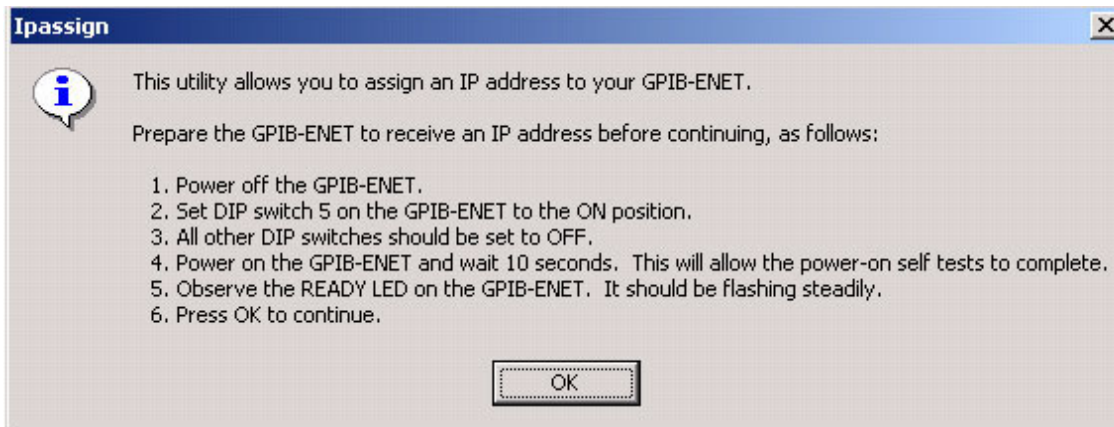 Ipassign
This utility allows you to assign an IP address to your GPIB-ENET.
Prepare the GPIB-ENET to receive an IP address before continuing, as follows:
1. Power off the GPIB-ENET.
2. Set DIP switch 5 on the GPIB-ENET to the ON position.
3. All other DIP switches should be set to OFF.
4. Power on the GPIB-ENET and wait 10 seconds.  This will allow the power-on self tests to complete.
5. Observe the READY LED on the GPIB-ENET.  It should be flashing steadily.
6. Press OK to continue.
OK